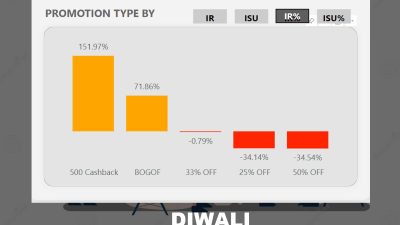 PROMOTION TYPE BY
IR ISU IR% ISU%
151.97%
71.86%
-0.79%
-34.14%
-34.54%
500 Cashback BOGOF 33% OFF 25% OFF 50% OFF
DIWALI